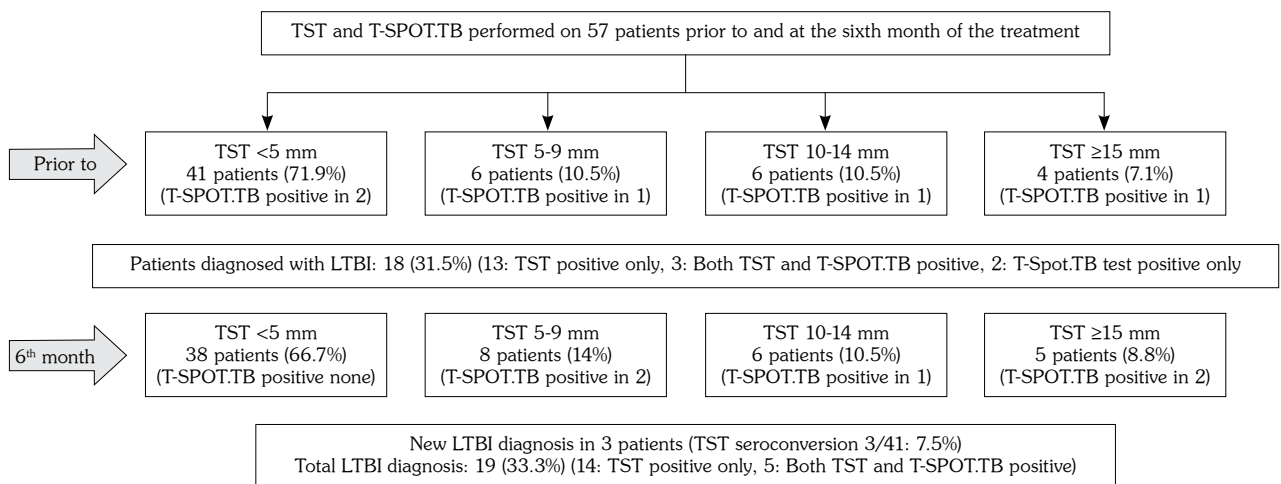 TST and T-SPOT.TB performed on 57 patients prior to and at the sixth month of the treatment
Prior to
TST <5 mm
41 patients (71.9%)
(T-SPOT.TB positive in 2)
TST 5-9 mm
6 patients (10.5%)
(T-SPOT.TB positive in 1)
TST 10-14 mm
6 patients (10.5%)
(T-SPOT.TB positive in 1)
TST ≥15 mm
4 patients (7.1%)
(T-SPOT.TB positive in 1)
Patients diagnosed with LTBI: 18 (31.5%) (13: TST positive only, 3: Both TST and T-SPOT.TB positive, 2: T-Spot.TB test positive only
6th month
TST <5 mm
38 patients (66.7%)
(T-SPOT.TB positive none)
TST 5-9 mm
8 patients (14%)
(T-SPOT.TB positive in 2)
TST 10-14 mm
6 patients (10.5%)
(T-SPOT.TB positive in 1)
TST ≥15 mm
5 patients (8.8%)
(T-SPOT.TB positive in 2)
New LTBI diagnosis in 3 patients (TST seroconversion 3/41: 7.5%)
Total LTBI diagnosis: 19 (33.3%) (14: TST positive only, 5: Both TST and T-SPOT.TB positive)